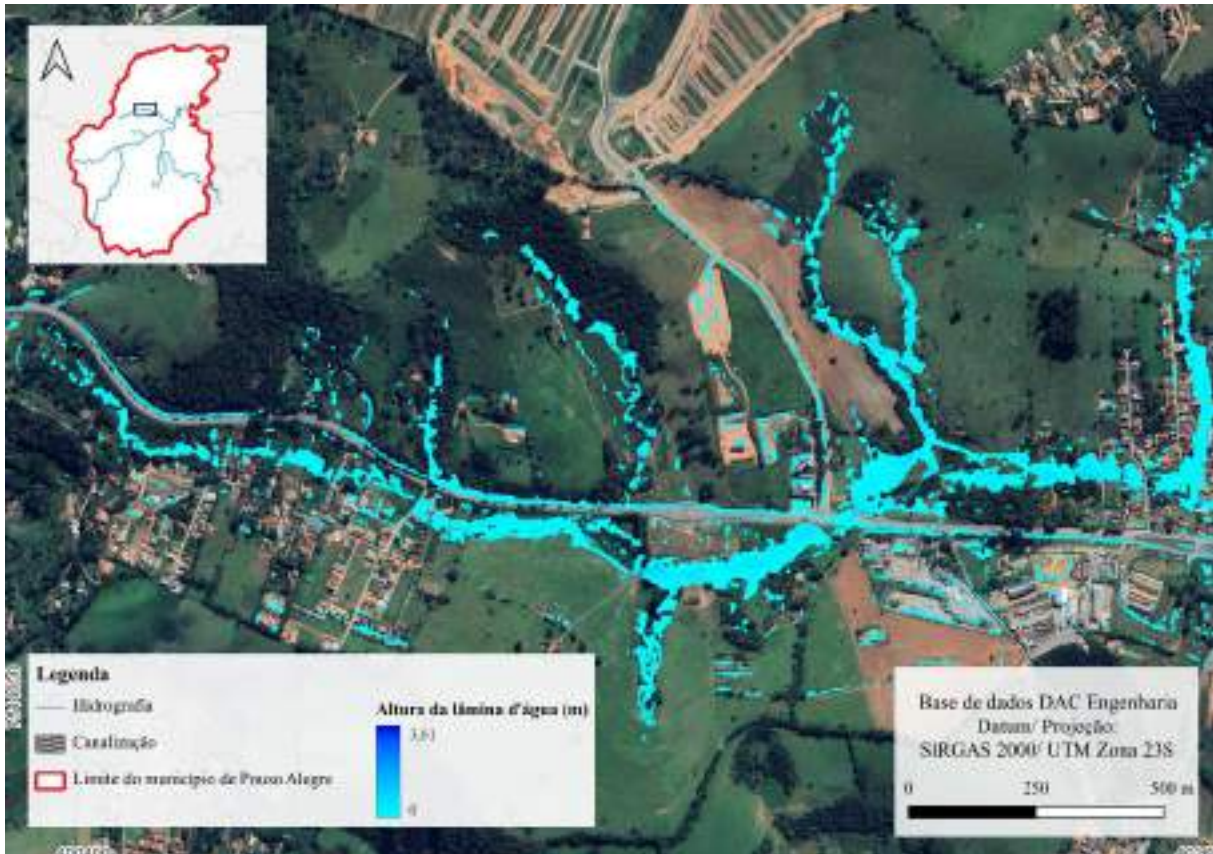 Legenda
Hidrografia
Canalização
Limite do município de Pouso Alegre
Altura da lâmina d'água (m)
0
Base de dados DAC Engenharia
Datum/ Projeção:
SIRGAS 2000/ UTM Zona 23S
0 250 500 m